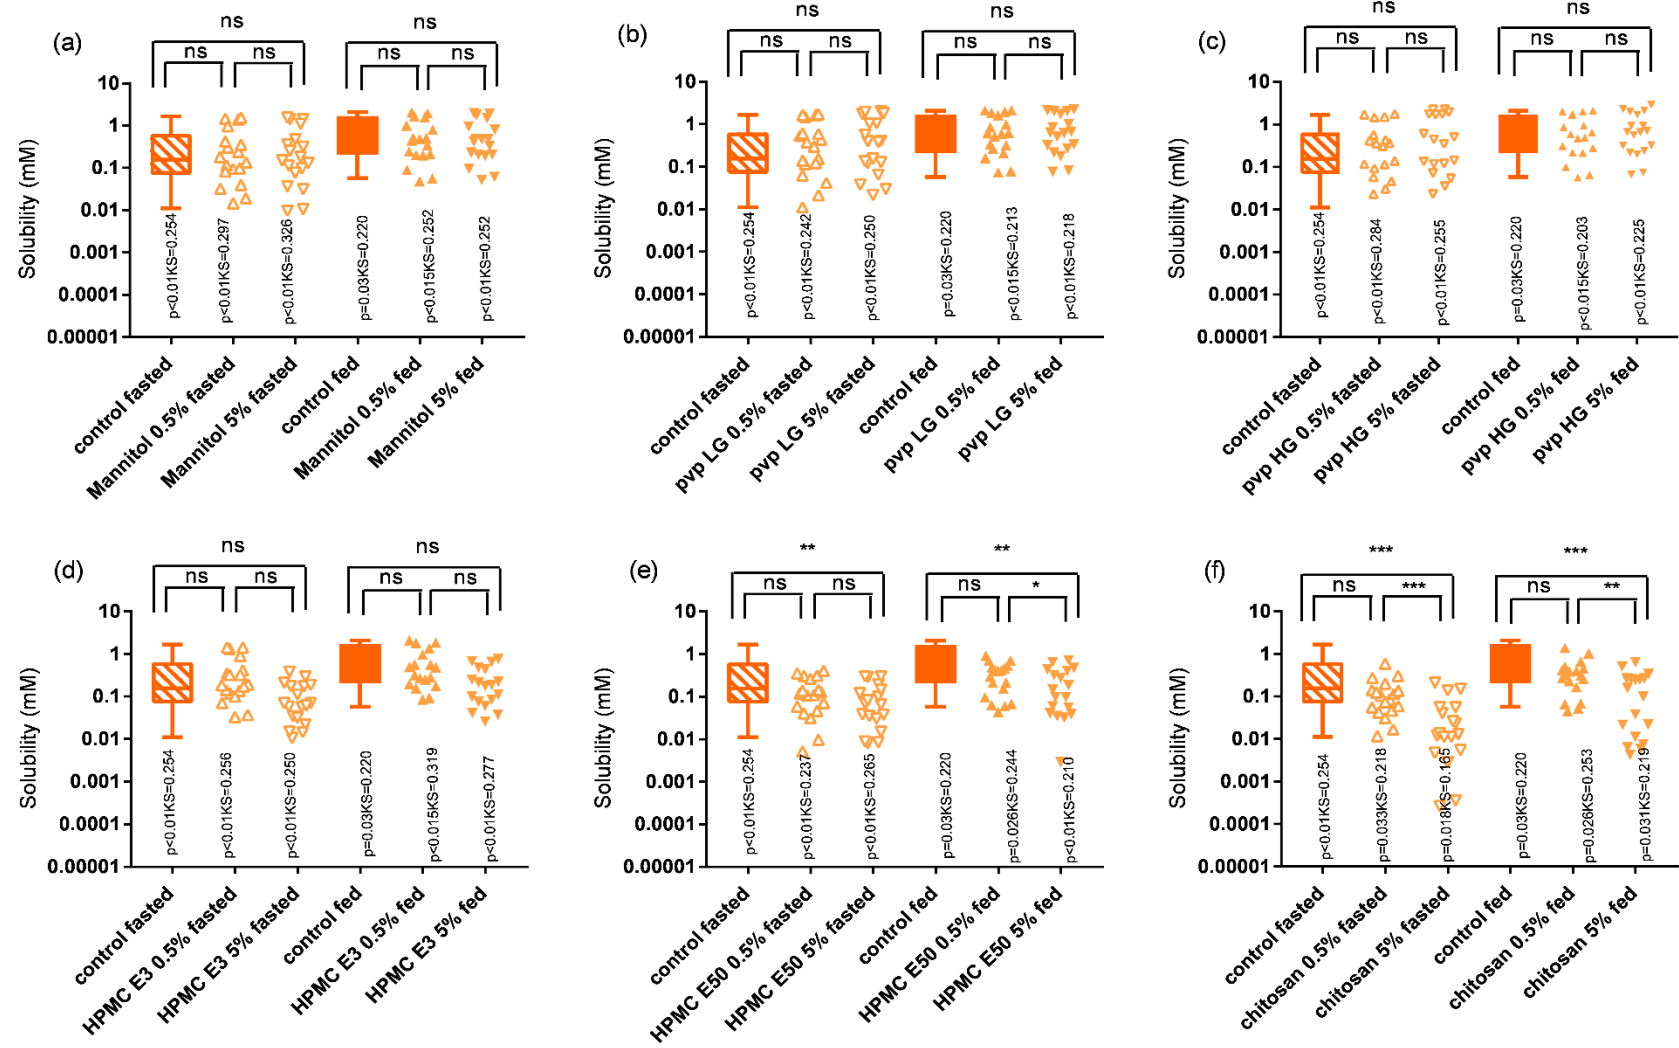 (a)
ns
ns
ns
ns
ns
ns
Solubility (mM)
10
1
0.1
0.01
0.001
0.0001
0.00001
p<0.01KS=0.254
p<0.01KS=0.297
p<0.01KS=0.326
p=0.03KS=0.220
p<0.015KS=0.252
p<0.01KS=0.252
control fasted
Mannitol 0.5% fasted
Mannitol 5% fasted
control fed
Mannitol 0.5% fed
Mannitol 5% fed
(b)
ns
ns
ns
ns
ns
ns
Solubility (mM)
10
1
0.1
0.01
0.001
0.0001
0.00001
p<0.01KS=0.254
p<0.01KS=0.242
p<0.01KS=0.250
p=0.03KS=0.220
p<0.015KS=0.213
p<0.01KS=0.218
control fasted
pvp LG 0.5% fasted
pvp LG 5% fasted
control fed
pvp LG 0.5% fed
pvp LG 5% fed
(c)
ns
ns
ns
ns
ns
ns
Solubility (mM)
10
1
0.1
0.01
0.001
0.0001
0.00001
p<0.01KS=0.254
p<0.01KS=0.284
p<0.01KS=0.255
p=0.03KS=0.220
p<0.015KS=0.203
p<0.01KS=0.225
control fasted
pvp HG 0.5% fasted
pvp HG 5% fasted
control fed
pvp HG 0.5% fed
pvp HG 5% fed
(d)
ns
ns
ns
ns
ns
ns
Solubility (mM)
10
1
0.1
0.01
0.001
0.0001
0.00001
p<0.01KS=0.254
p<0.01KS=0.256
p<0.01KS=0.250
p=0.03KS=0.220
p<0.015KS=0.319
p<0.01KS=0.277
control fasted
HPMC E3 0.5% fasted
HPMC E3 5% fasted
control fed
HPMC E3 0.5% fed
HPMC E3 5% fed
(e)
**
**
ns
ns
ns
*
Solubility (mM)
10
1
0.1
0.01
0.001
0.0001
0.00001
p<0.01KS=0.254
p<0.01KS=0.237
p<0.01KS=0.265
p=0.03KS=0.220
p=0.026KS=0.244
p<0.01KS=0.210
control fasted
HPMC E50 0.5% fasted
HPMC E50 5% fasted
control fed
HPMC E50 0.5% fed
HPMC E50 5% fed
(f)
***
***
ns
***
ns
**
Solubility (mM)
10
1
0.1
0.01
0.001
0.0001
0.00001
p<0.01KS=0.254
p=0.033KS=0.218
p=0.018KS=0.165
p=0.03KS=0.220
p=0.026KS=0.253
p=0.031KS=0.219
control fasted
chitosan 0.5% fasted
chitosan 5% fasted
control fed
chitosan 0.5% fed
chitosan 5% fed